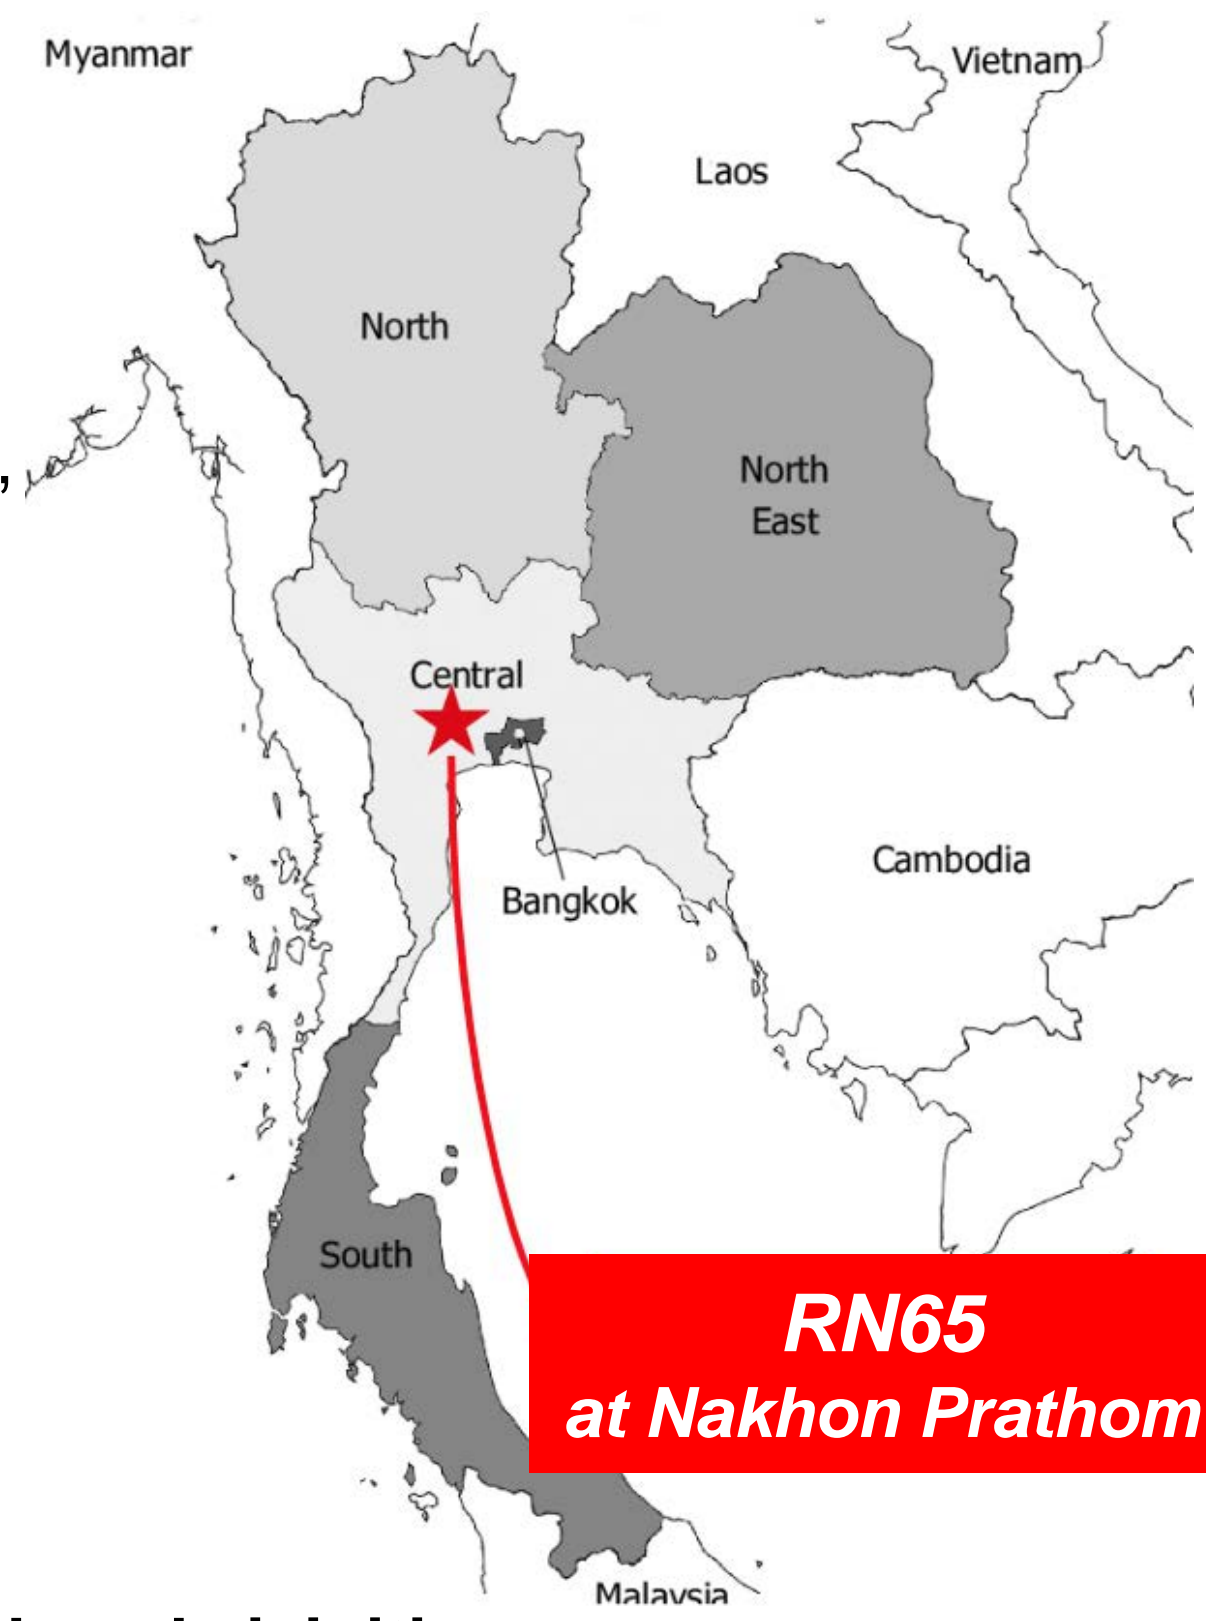 Myanmar
Vietnam
Laos
North
,
North
East
Central
Cambodia
Bangkok
South
RN65
at Nakhon Prathom
Malaysia